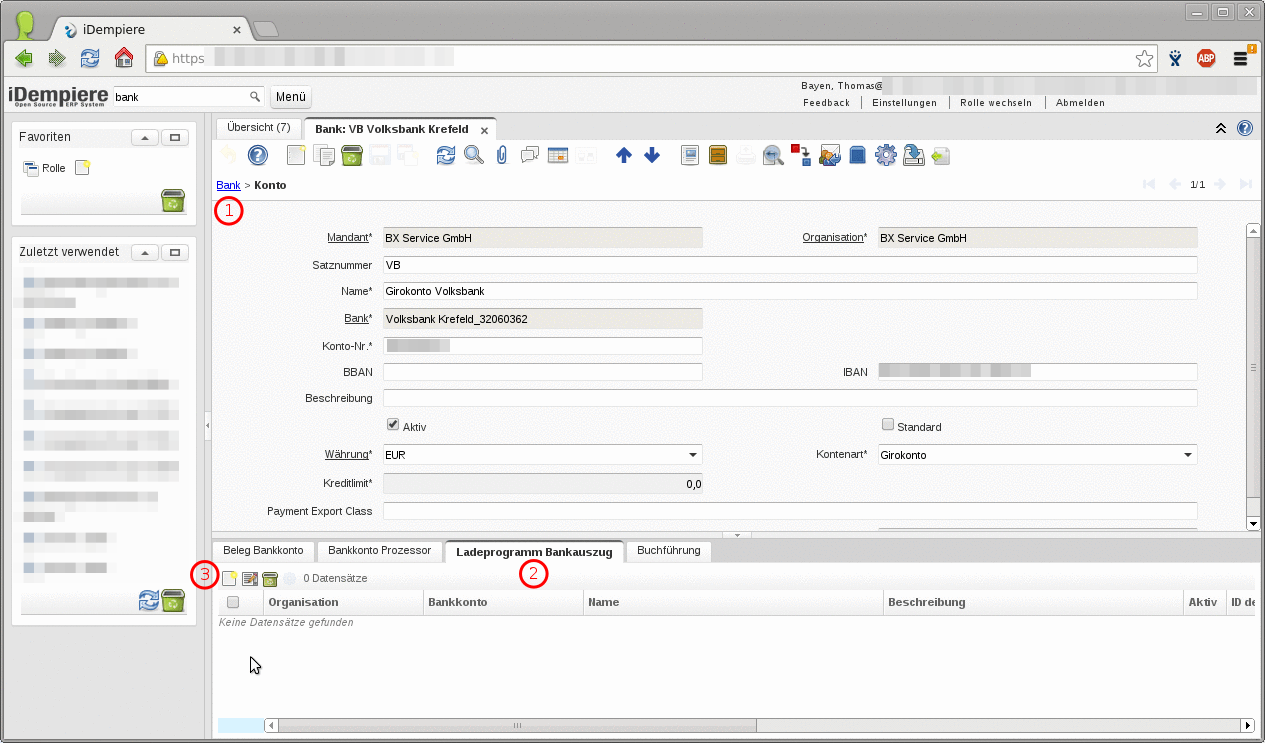 iDempiere
https
ABP
iDempiere
Open Source ERP System
bank
Menü
Bayen, Thomas@
Feedback
Einstellungen
Rolle wechseln
Abmelden
Favoriten
Rolle
Zuletzt verwendet
Übersicht (7)
Bank: VB Volksbank Krefeld
Bank > Konto
1/1
1
Mandant* BX Service GmbH
Organisation* BX Service GmbH
Satznummer VB
Name* Girokonto Volksbank
Bank* Volksbank Krefeld_32060362
Konto-Nr.*
BBAN
IBAN
Beschreibung
Aktiv
Standard
Währung* EUR
Kontenart* Girokonto
Kreditlimit* 0,0
Payment Export Class
Beleg Bankkonto
Bankkonto Prozessor
Ladeprogramm Bankauszug
Buchführung
3
0 Datensätze
2
Organisation
Bankkonto
Name
Beschreibung
Aktiv
ID de
Keine Datensätze gefunden